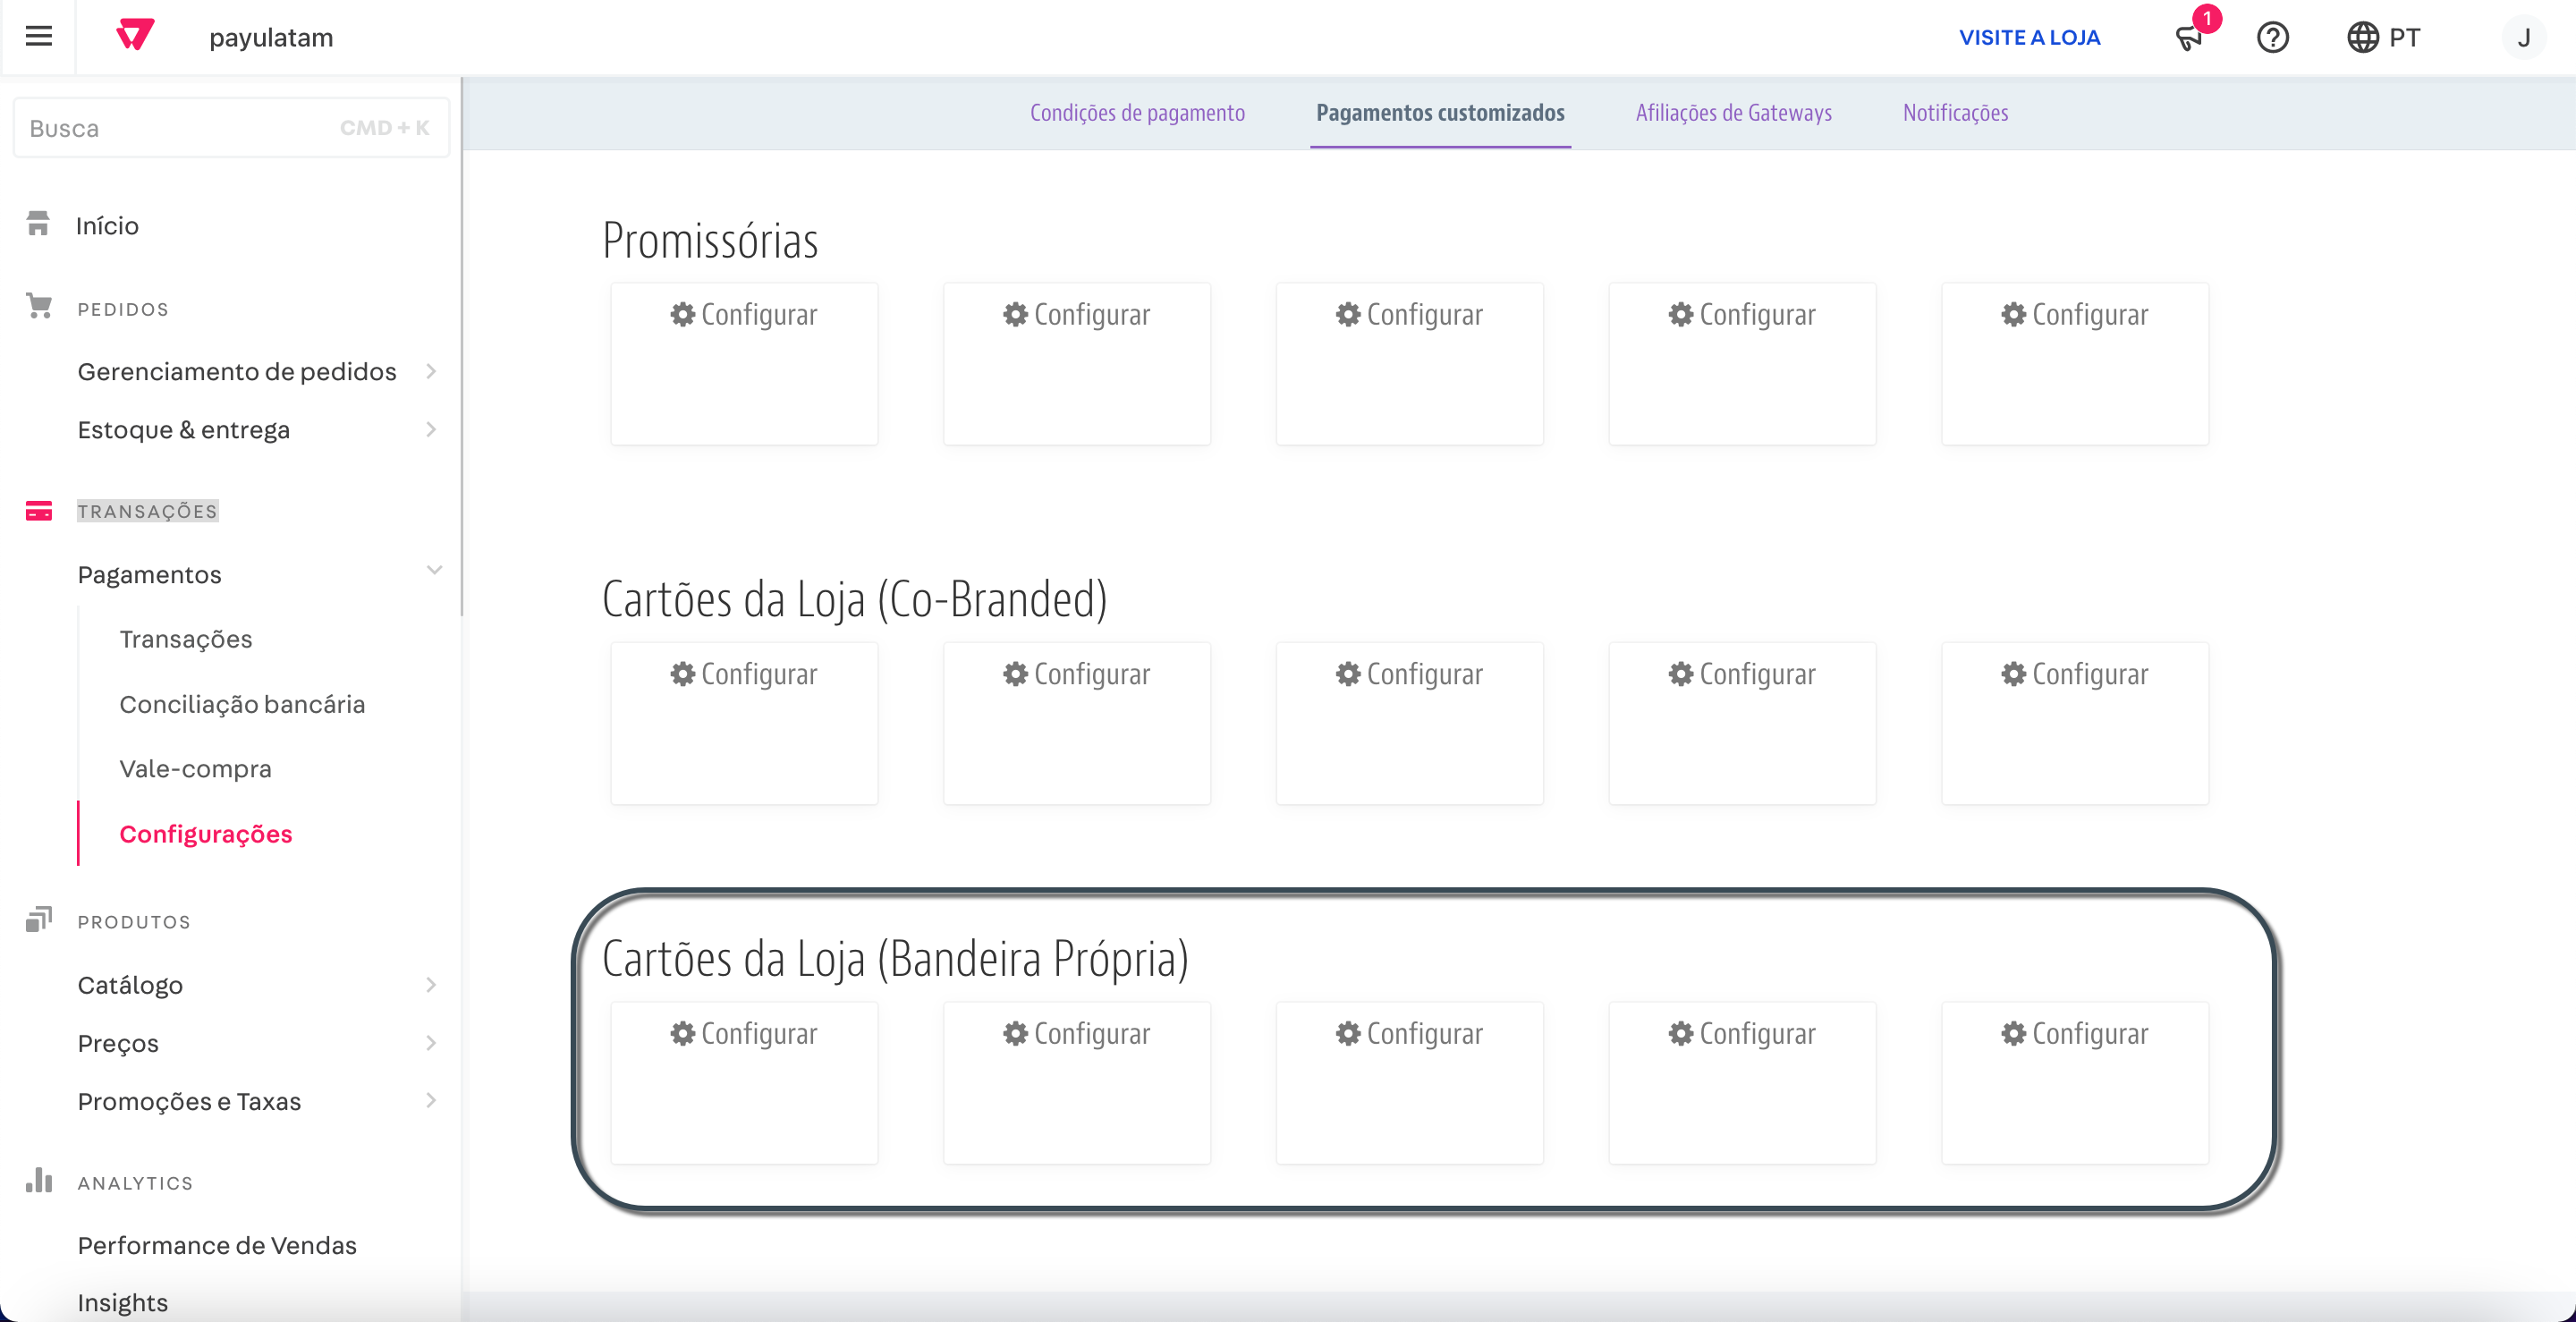 payulatam
VISITE A LOJA
1
PT
J
Busca CMD + K
Condições de pagamento
Pagamentos customizados
Afiliações de Gateways
Notificações
Início
PEDIDOS
Gerenciamento de pedidos
Estoque & entrega
TRANSAÇÕES
Pagamentos
Transações
Conciliação bancária
Vale-compra
Configurações
PRODUTOS
Catálogo
Preços
Promoções e Taxas
ANALYTICS
Performance de Vendas
Insights
Promissórias
Configurar Configurar Configurar Configurar Configurar
Cartões da Loja (Co-Branded)
Configurar Configurar Configurar Configurar Configurar
Cartões da Loja (Bandeira Própria)
Configurar Configurar Configurar Configurar Configurar